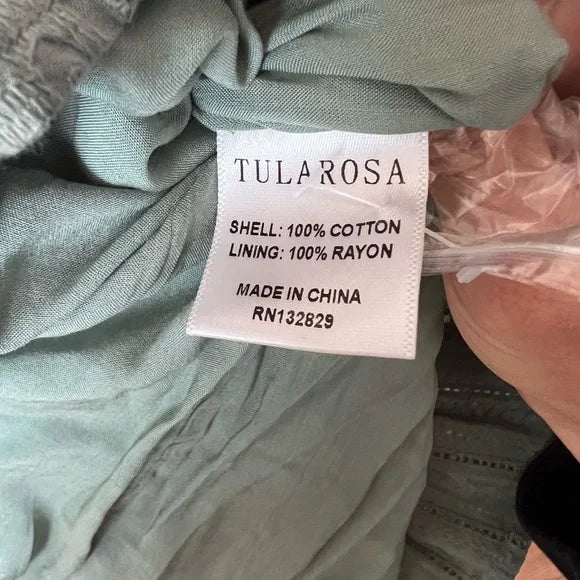 TULAROSA
SHELL: 100% COTTON
LINING: 100% RAYON
MADE IN CHINA
RN132829